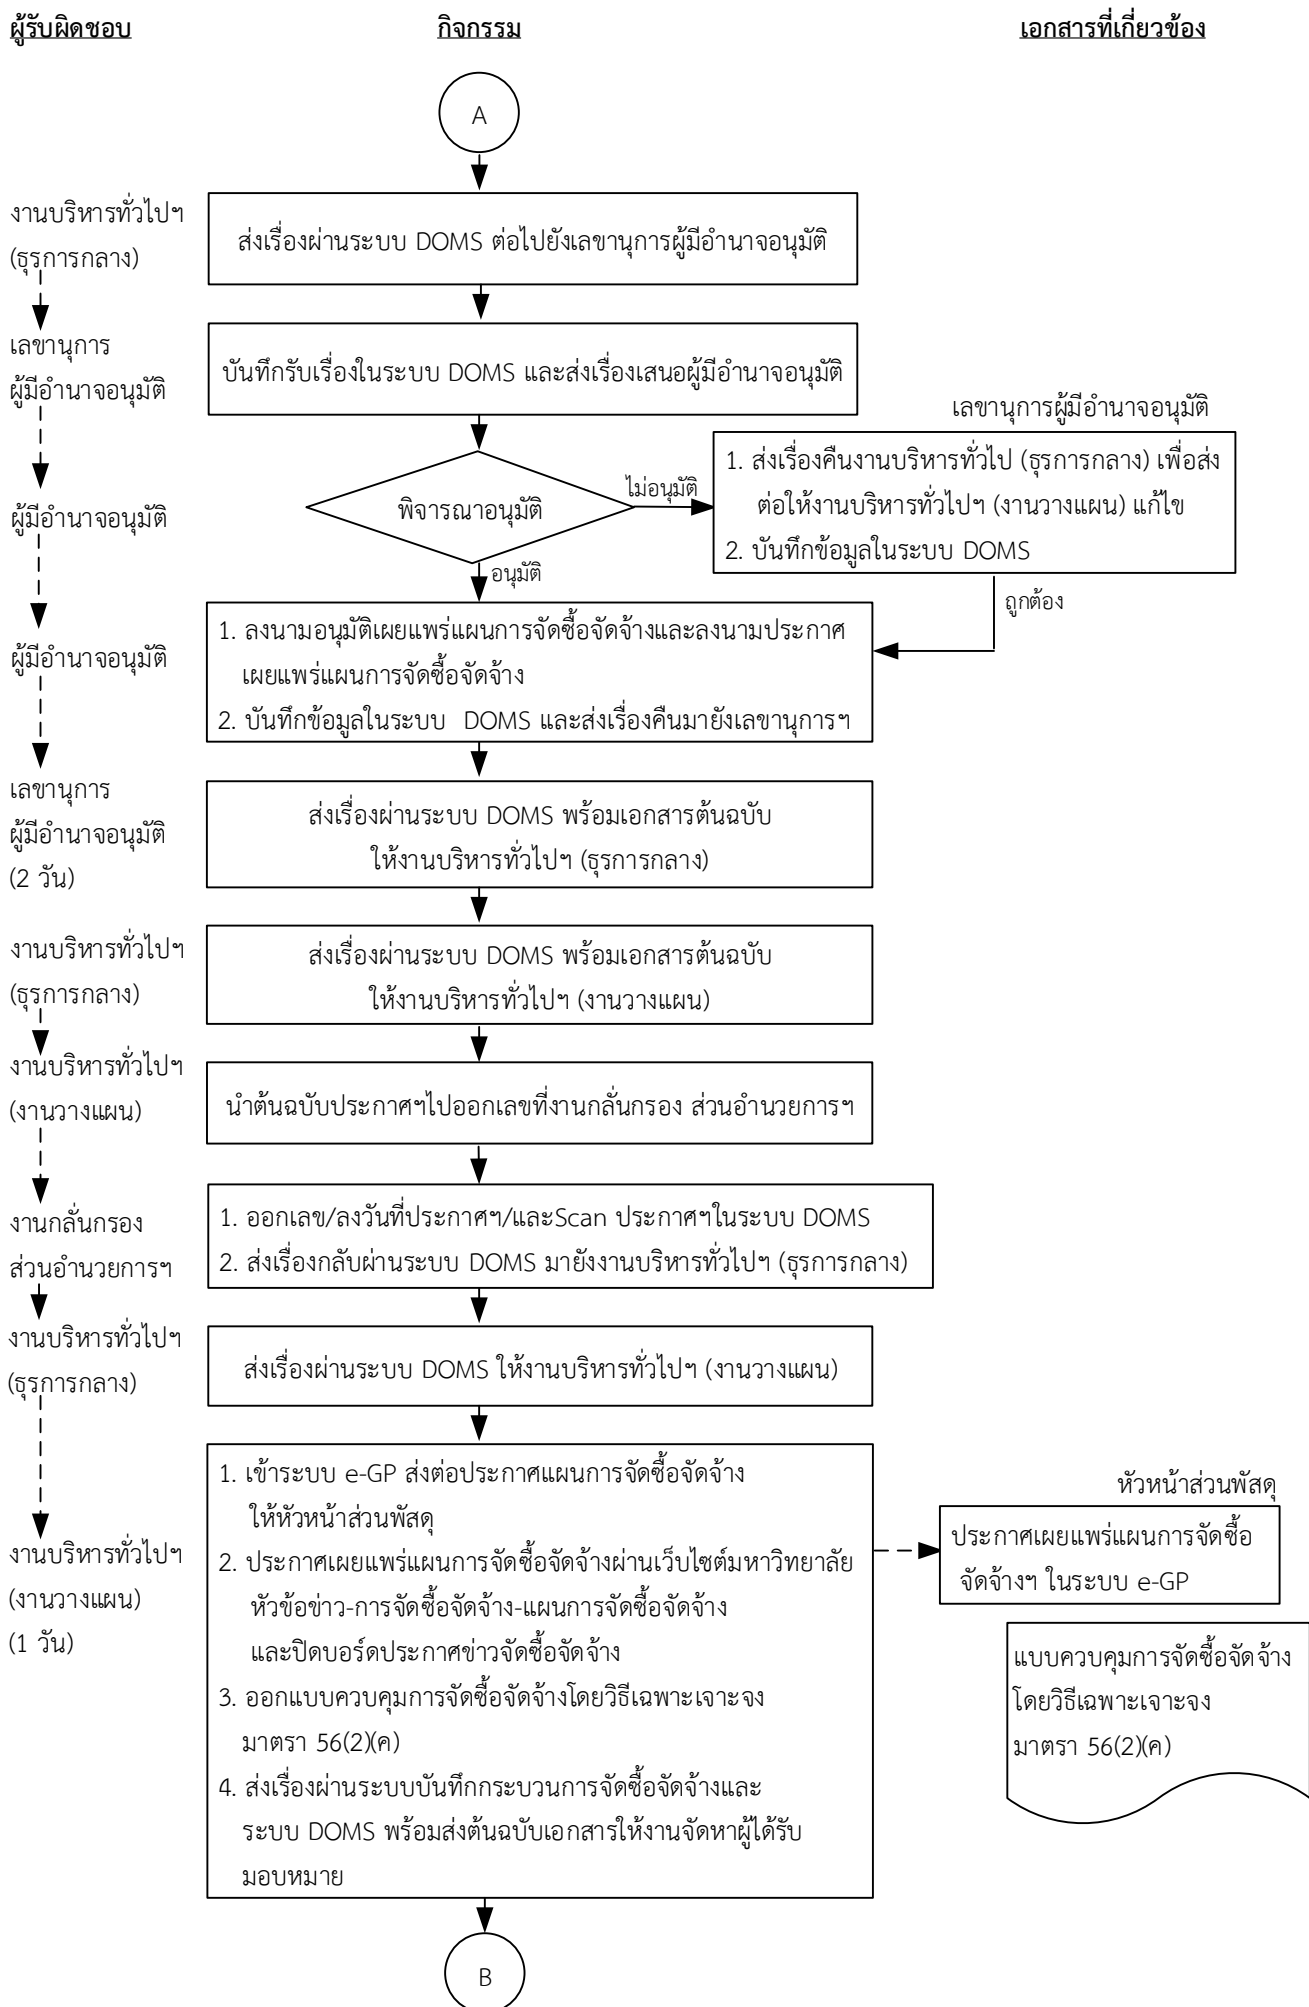 ผู้รับผิดชอบ
กิจกรรม
เอกสารที่เกี่ยวข้อง
A
งานบริหารทั่วไปฯ
(ธุรการกลาง)
ส่งเรื่องผ่านระบบ DOMS ต่อไปยังเลขานุการผู้มีอำนาจอนุมัติ
เลขานุการ
ผู้มีอำนาจอนุมัติ
บันทึกรับเรื่องในระบบ DOMS และส่งเรื่องเสนอผู้มีอำนาจอนุมัติ
เลขานุการผู้มีอำนาจอนุมัติ
ผู้มีอำนาจอนุมัติ
พิจารณาอนุมัติ
ไม่อนุมัติ
1. ส่งเรื่องคืนงานบริหารทั่วไป (ธุรการกลาง) เพื่อส่ง
ต่อให้งานบริหารทั่วไปฯ (งานวางแผน) แก้ไข
2. บันทึกข้อมูลในระบบ DOMS
อนุมัติ
ถูกต้อง
ผู้มีอำนาจอนุมัติ
1. ลงนามอนุมัติเผยแพร่แผนการจัดซื้อจัดจ้างและลงนามประกาศ
เผยแพร่แผนการจัดซื้อจัดจ้าง
2. บันทึกข้อมูลในระบบ DOMS และส่งเรื่องคืนมายังเลขานุการฯ
เลขานุการ
ผู้มีอำนาจอนุมัติ
(2 วัน)
ส่งเรื่องผ่านระบบ DOMS พร้อมเอกสารต้นฉบับ
ให้งานบริหารทั่วไปฯ (ธุรการกลาง)
งานบริหารทั่วไปฯ
(ธุรการกลาง)
ส่งเรื่องผ่านระบบ DOMS พร้อมเอกสารต้นฉบับ
ให้งานบริหารทั่วไปฯ (งานวางแผน)
งานบริหารทั่วไปฯ
(งานวางแผน)
นำต้นฉบับประกาศฯไปออกเลขที่งานกลั่นกรอง ส่วนอำนวยการฯ
งานกลั่นกรอง
ส่วนอำนวยการฯ
1. ออกเลข/ลงวันที่ประกาศฯ/และScan ประกาศฯในระบบ DOMS
2. ส่งเรื่องกลับผ่านระบบ DOMS มายังงานบริหารทั่วไปฯ (ธุรการกลาง)
งานบริหารทั่วไปฯ
(ธุรการกลาง)
ส่งเรื่องผ่านระบบ DOMS ให้งานบริหารทั่วไปฯ (งานวางแผน)
งานบริหารทั่วไปฯ
(งานวางแผน)
(1 วัน)
1. เข้าระบบ e-GP ส่งต่อประกาศแผนการจัดซื้อจัดจ้าง
ให้หัวหน้าส่วนพัสดุ
2. ประกาศเผยแพร่แผนการจัดซื้อจัดจ้างผ่านเว็บไซต์มหาวิทยาลัย
หัวข้อข่าว-การจัดซื้อจัดจ้าง-แผนการจัดซื้อจัดจ้าง
และปิดบอร์ดประกาศข่าวจัดซื้อจัดจ้าง
3. ออกแบบควบคุมการจัดซื้อจัดจ้างโดยวิธีเฉพาะเจาะจง
มาตรา 56(2)(ค)
4. ส่งเรื่องผ่านระบบบันทึกกระบวนการจัดซื้อจัดจ้างและ
ระบบ DOMS พร้อมส่งต้นฉบับเอกสารให้งานจัดหาผู้ได้รับ
มอบหมาย
หัวหน้าส่วนพัสดุ
ประกาศเผยแพร่แผนการจัดซื้อ
จัดจ้างฯ ในระบบ e-GP
แบบควบคุมการจัดซื้อจัดจ้าง
โดยวิธีเฉพาะเจาะจง
มาตรา 56(2)(ค)
B